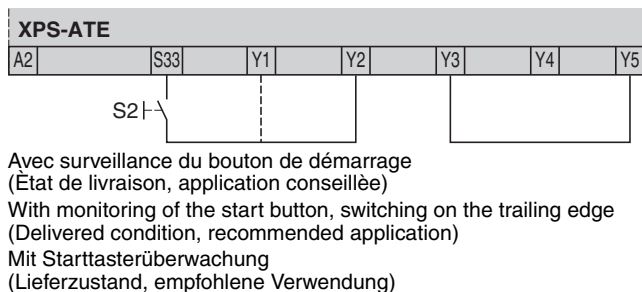 XPS-ATE
A2 S33 Y1 Y2 Y3 Y4 Y5
S2
Avec surveillance du bouton de démarrage
(Ètat de livraison, application conseillèe)
With monitoring of the start button, switching on the trailing edge
(Delivered condition, recommended application)
Mit Starttasterüberwachung
(Lieferzustand, empfohlene Verwendung)